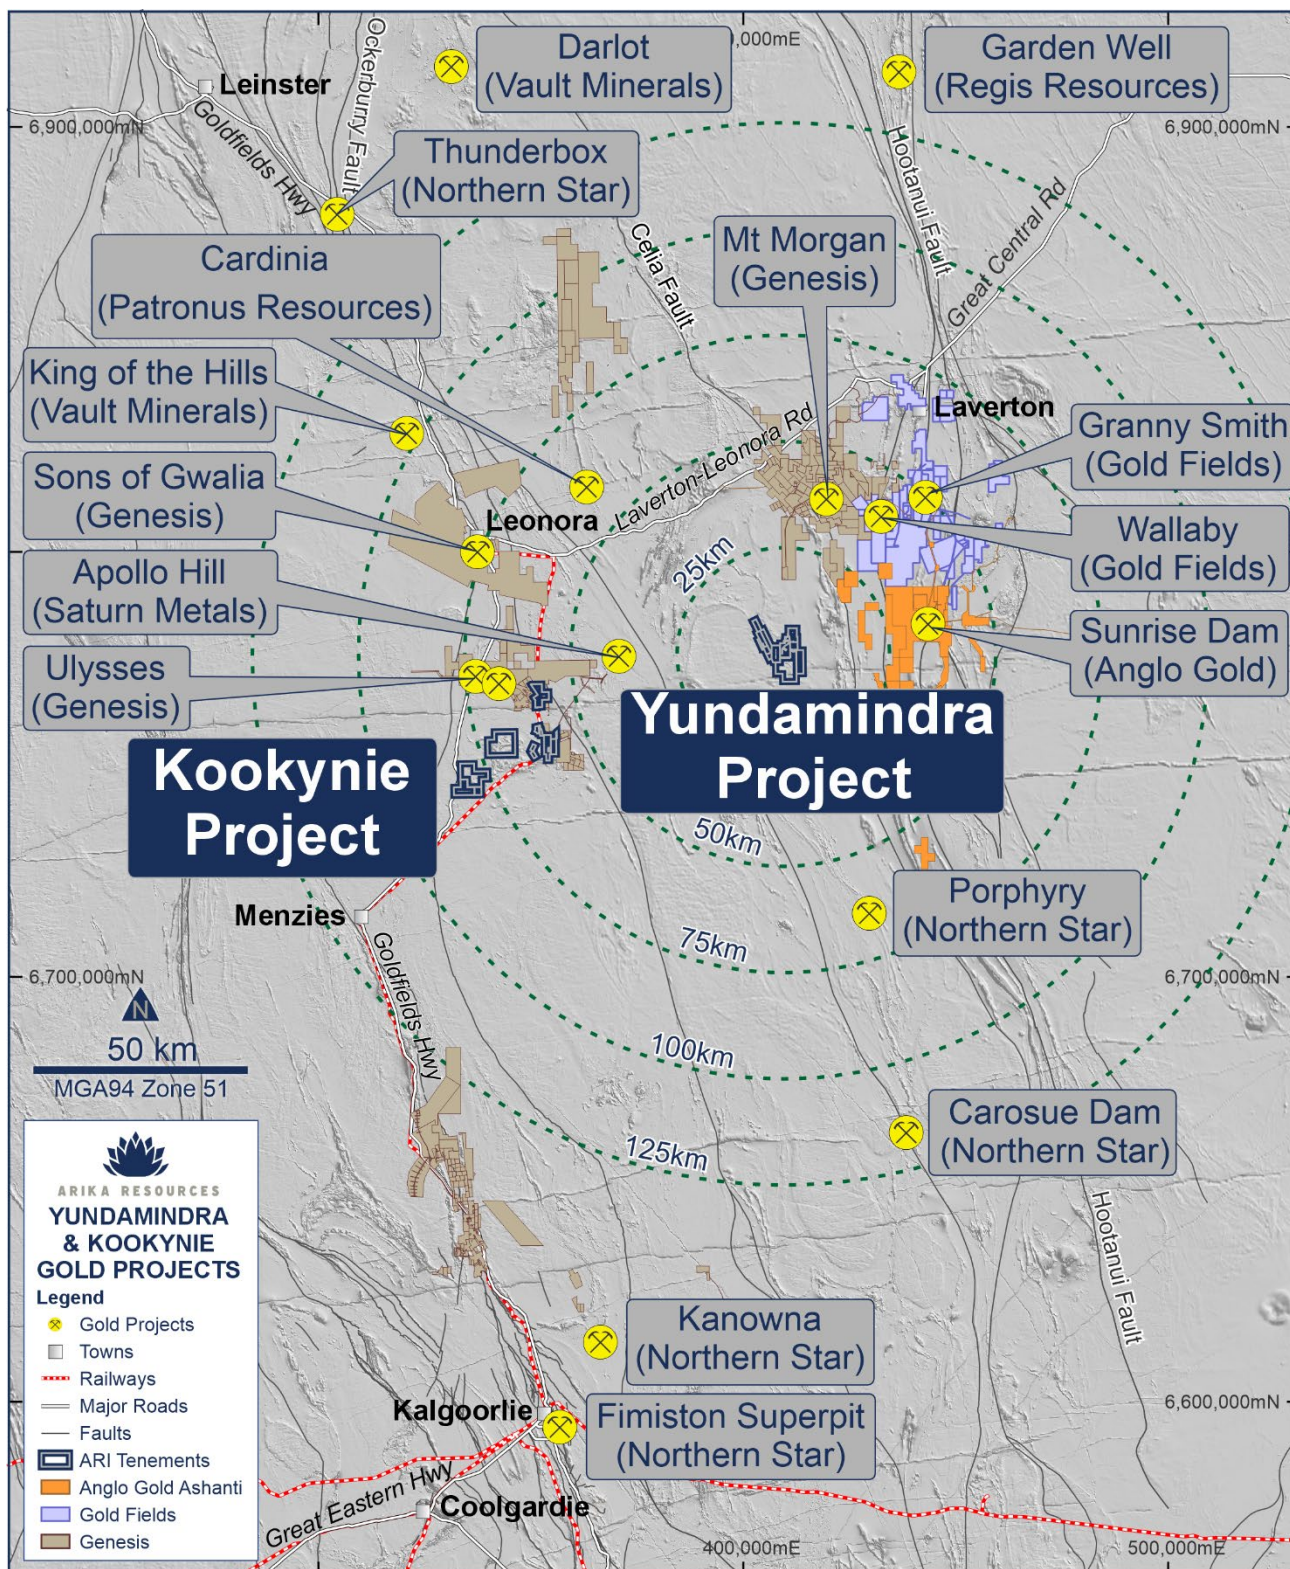 Darlot
(Vault Minerals)
00,000mE
Garden Well
(Regis Resources)
Leinster
Ockerburry Fault
6,900,000mN
6,900,000mN
Goldfields Hwy
Thunderbox
(Northern Star)
Hootanui Fault
Great Central Rd
Celia Fault
Mt Morgan
(Genesis)
Cardinia
(Patronus Resources)
King of the Hills
(Vault Minerals)
Laverton
Laverton-Leonora Rd
Granny Smith
(Gold Fields)
Sons of Gwalia
(Genesis)
Leonora
Wallaby
(Gold Fields)
25km
Apollo Hill
(Saturn Metals)
Sunrise Dam
(Anglo Gold)
Ulysses
(Genesis)
Yundamindra
Project
Kookynie
Project
50km
Porphyry
(Northern Star)
Menzies
75km
Goldfields Hwy
6,700,000mN
6,700,000mN
N
50 km
MGA94 Zone 51
100km
Carosue Dam
(Northern Star)
125km
Hootanui Fault
ARIKA RESOURCES
YUNDAMINDRA
& KOOKYNIE
GOLD PROJECTS
Legend
Gold Projects
Towns
Railways
Major Roads
Faults
ARI Tenements
Anglo Gold Ashanti
Gold Fields
Genesis
Kanowna
(Northern Star)
Kalgoorlie
Fimiston Superpit
(Northern Star)
6,600,000mN
Great Eastern Hwy
Coolgardie
400,000mE
500,000mE